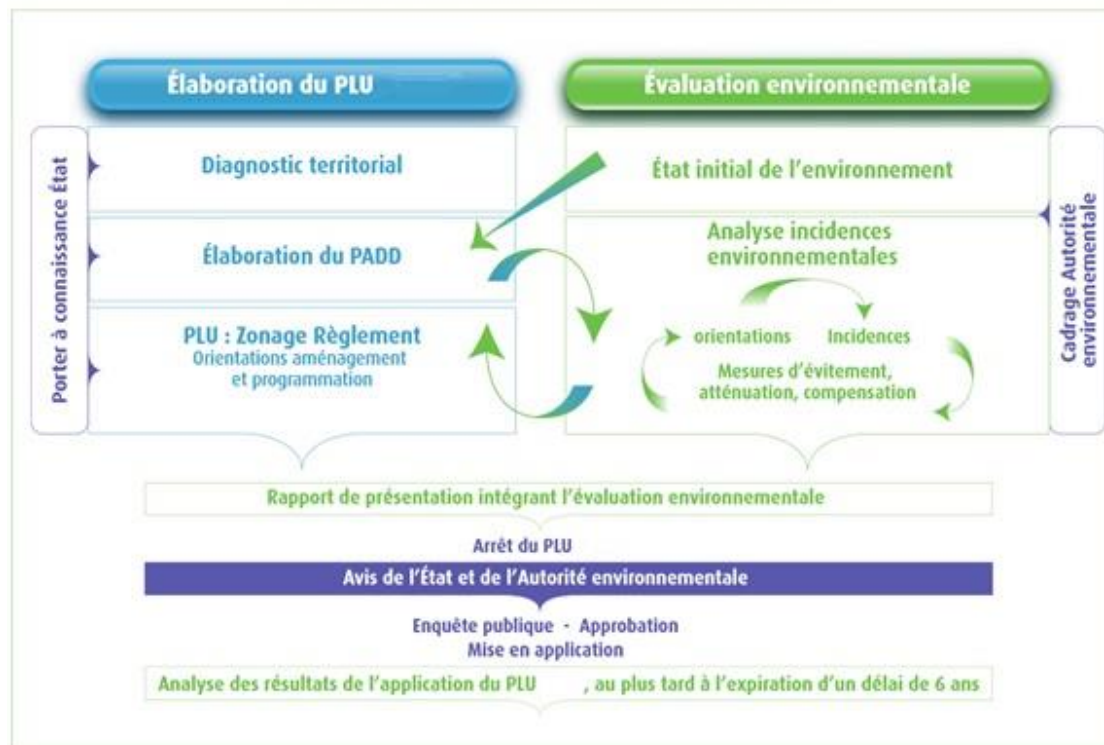 Élaboration du PLU
Évaluation environnementale
Porter à connaissance État
Diagnostic territorial
État initial de l'environnement
Élaboration du PADD
Analyse incidences
environnementales
PLU : Zonage Règlement
Orientations aménagement
et programmation
orientations
Incidences
Mesures d'évitement,
atténuation, compensation
Cadrage Autorité
environnementale
Rapport de présentation intégrant l'évaluation environnementale
Arrêt du PLU
Avis de l'État et de l'Autorité environnementale
Enquête publique - Approbation
Mise en application
Analyse des résultats de l'application du PLU , au plus tard à l'expiration d'un délai de 6 ans